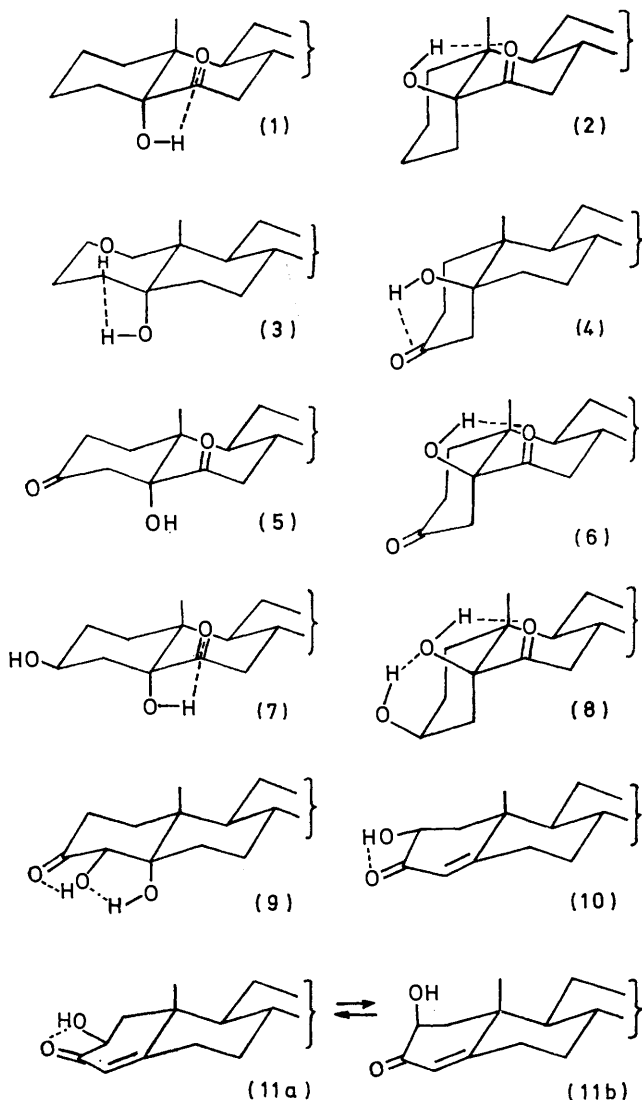 O
O-H
(1)
H
O
O
(2)
O
H
H-O
(3)
O
H
O
(4)
O
O
OH
(5)
H
O
O
O
(6)
HO
O
O-H
(7)
H
O
O
H
O
(8)
O
H
O
H-O
(9)
HO
O
(10)
HO
O
(11a)
OH
O
(11b)